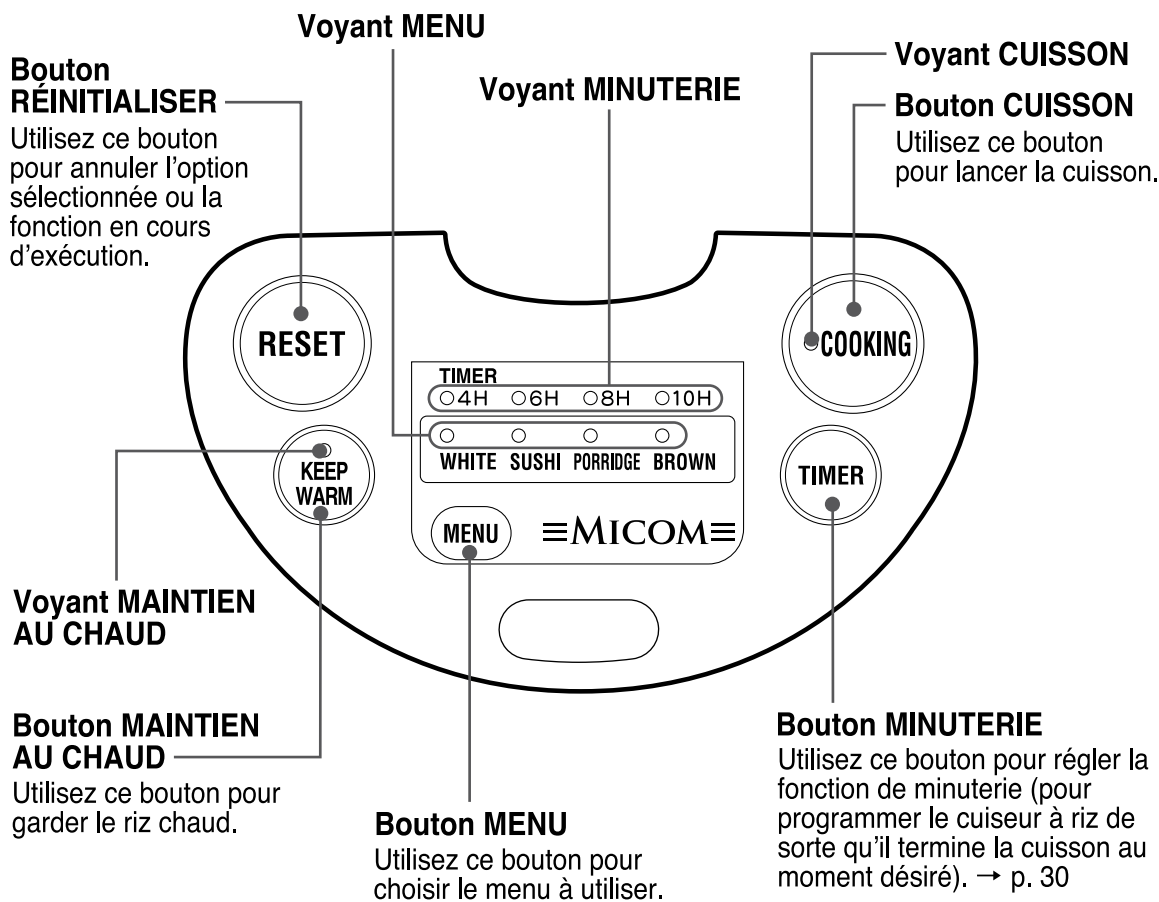 Voyant MENU
Bouton
RÉINITIALISER
Utilisez ce bouton
pour annuler l'option
sélectionnée ou la
fonction en cours
d'exécution.
Voyant MINUTERIE
Voyant CUISSON
Bouton CUISSON
Utilisez ce bouton
pour lancer la cuisson.
RESET
COOKING
TIMER
4H 6H 8H 10H
WHITE SUSHI PORRIDGE BROWN
KEEP
WARM
TIMER
MENU
≡MICOM≡
Voyant MAINTIEN
AU CHAUD
Bouton MAINTIEN
AU CHAUD
Utilisez ce bouton pour
garder le riz chaud.
Bouton MENU
Utilisez ce bouton pour
choisir le menu à utiliser.
Bouton MINUTERIE
Utilisez ce bouton pour régler la
fonction de minuterie (pour
programmer le cuiseur à riz de
sorte qu'il termine la cuisson au
moment désiré). → p. 30